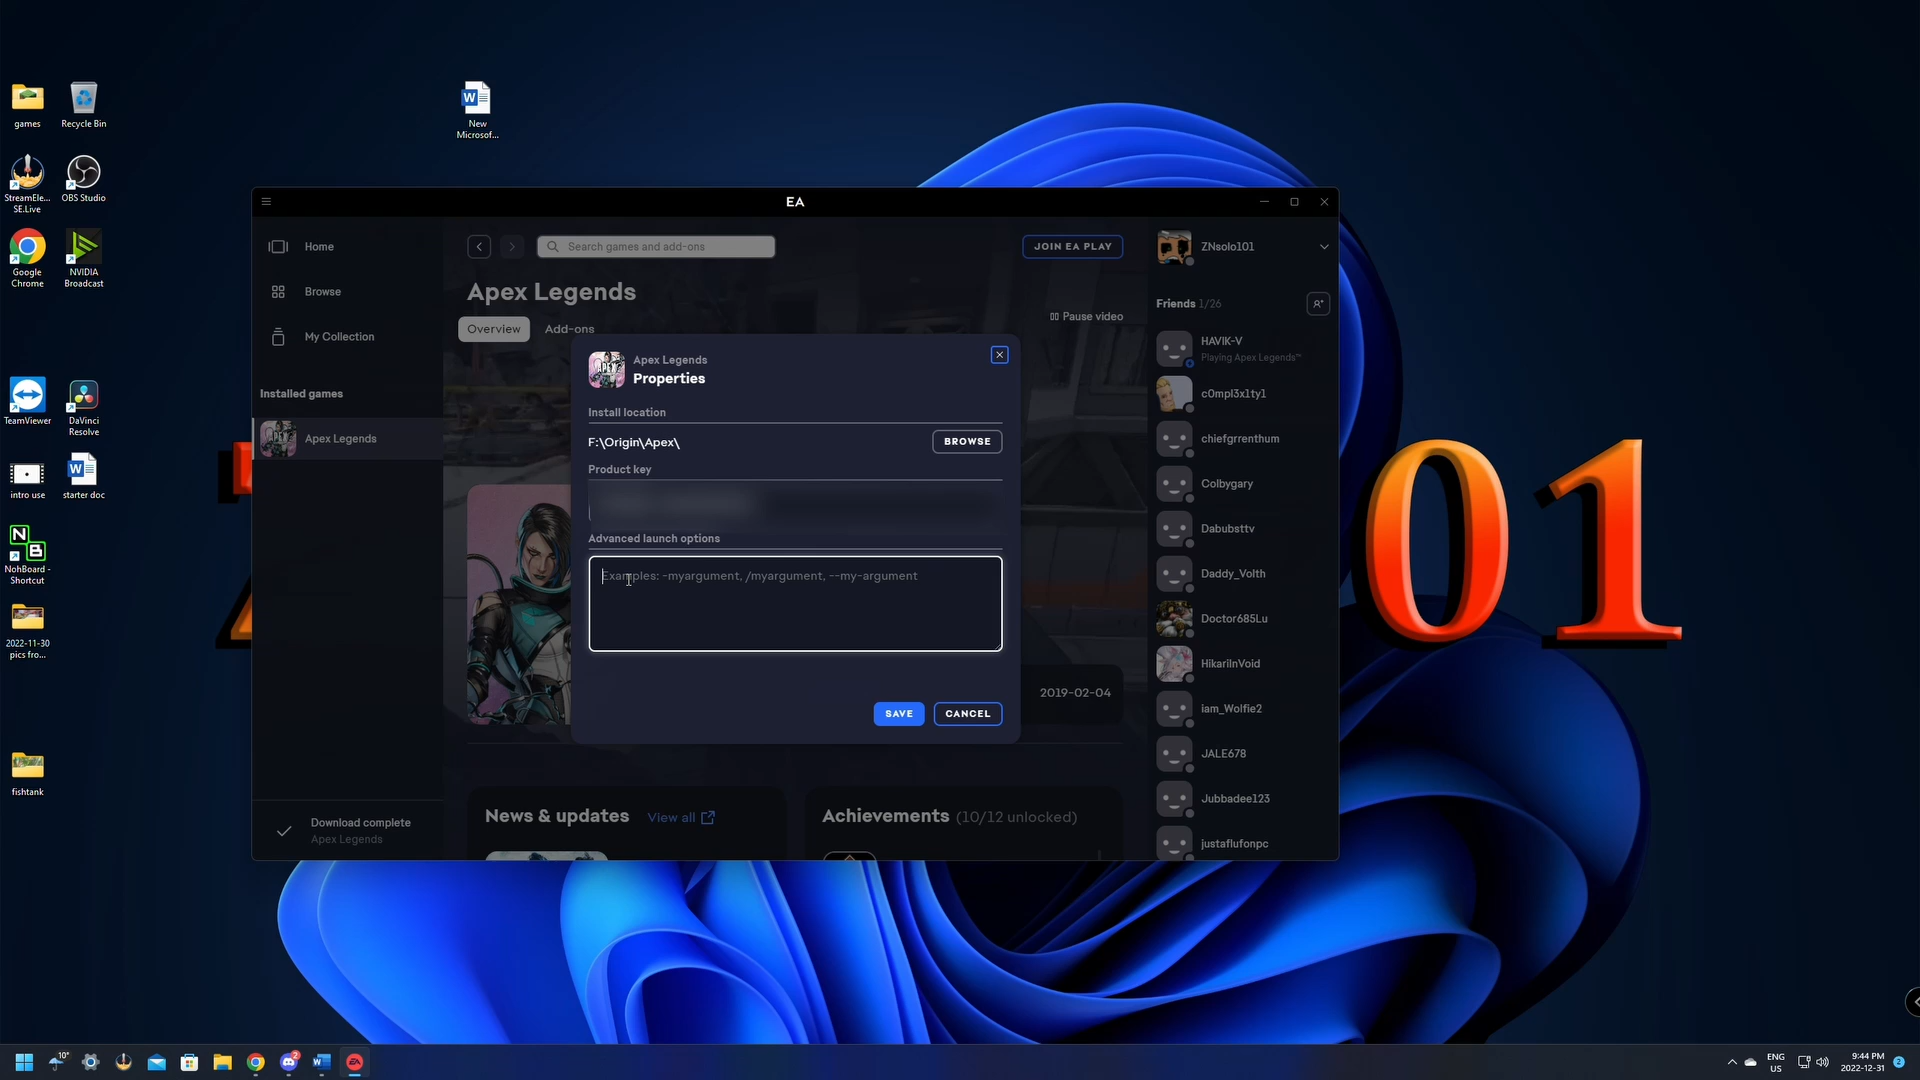 games
Recycle Bin
New
Microsof...
StreamEle...
SE.Live
OBS Studio
Google
Chrome
NVIDIA
Broadcast
TeamViewer
DaVinci
Resolve
intro use
starter doc
NohBoard -
Shortcut
2022-11-30
pics fro...
fishtank
EA
Home
Browse
My Collection
Installed games
Apex Legends
Download complete
Apex Legends
Search games and add-ons
JOIN EA PLAY
Apex Legends
Overview
Add-ons
Pause video
Apex Legends
Properties
Install location
F:\Origin\Apex\
BROWSE
Product key
Advanced launch options
Examples: -myargument, /myargument, --my-argument
SAVE
CANCEL
2019-02-04
News & updates
View all
Achievements (10/12 unlocked)
ZNsolo101
Friends 1/26
HAVIK-V
Playing Apex Legends™
c0mpl3x1ty1
chiefgrrenthum
Colbygary
Dabubsttv
Daddy_Volth
Doctor685Lu
HikariInVoid
iam_Wolfie2
JALE678
Jubbadee123
justaflufonpc
01
10°
2
ENG
US
9:44 PM
2022-12-31
2